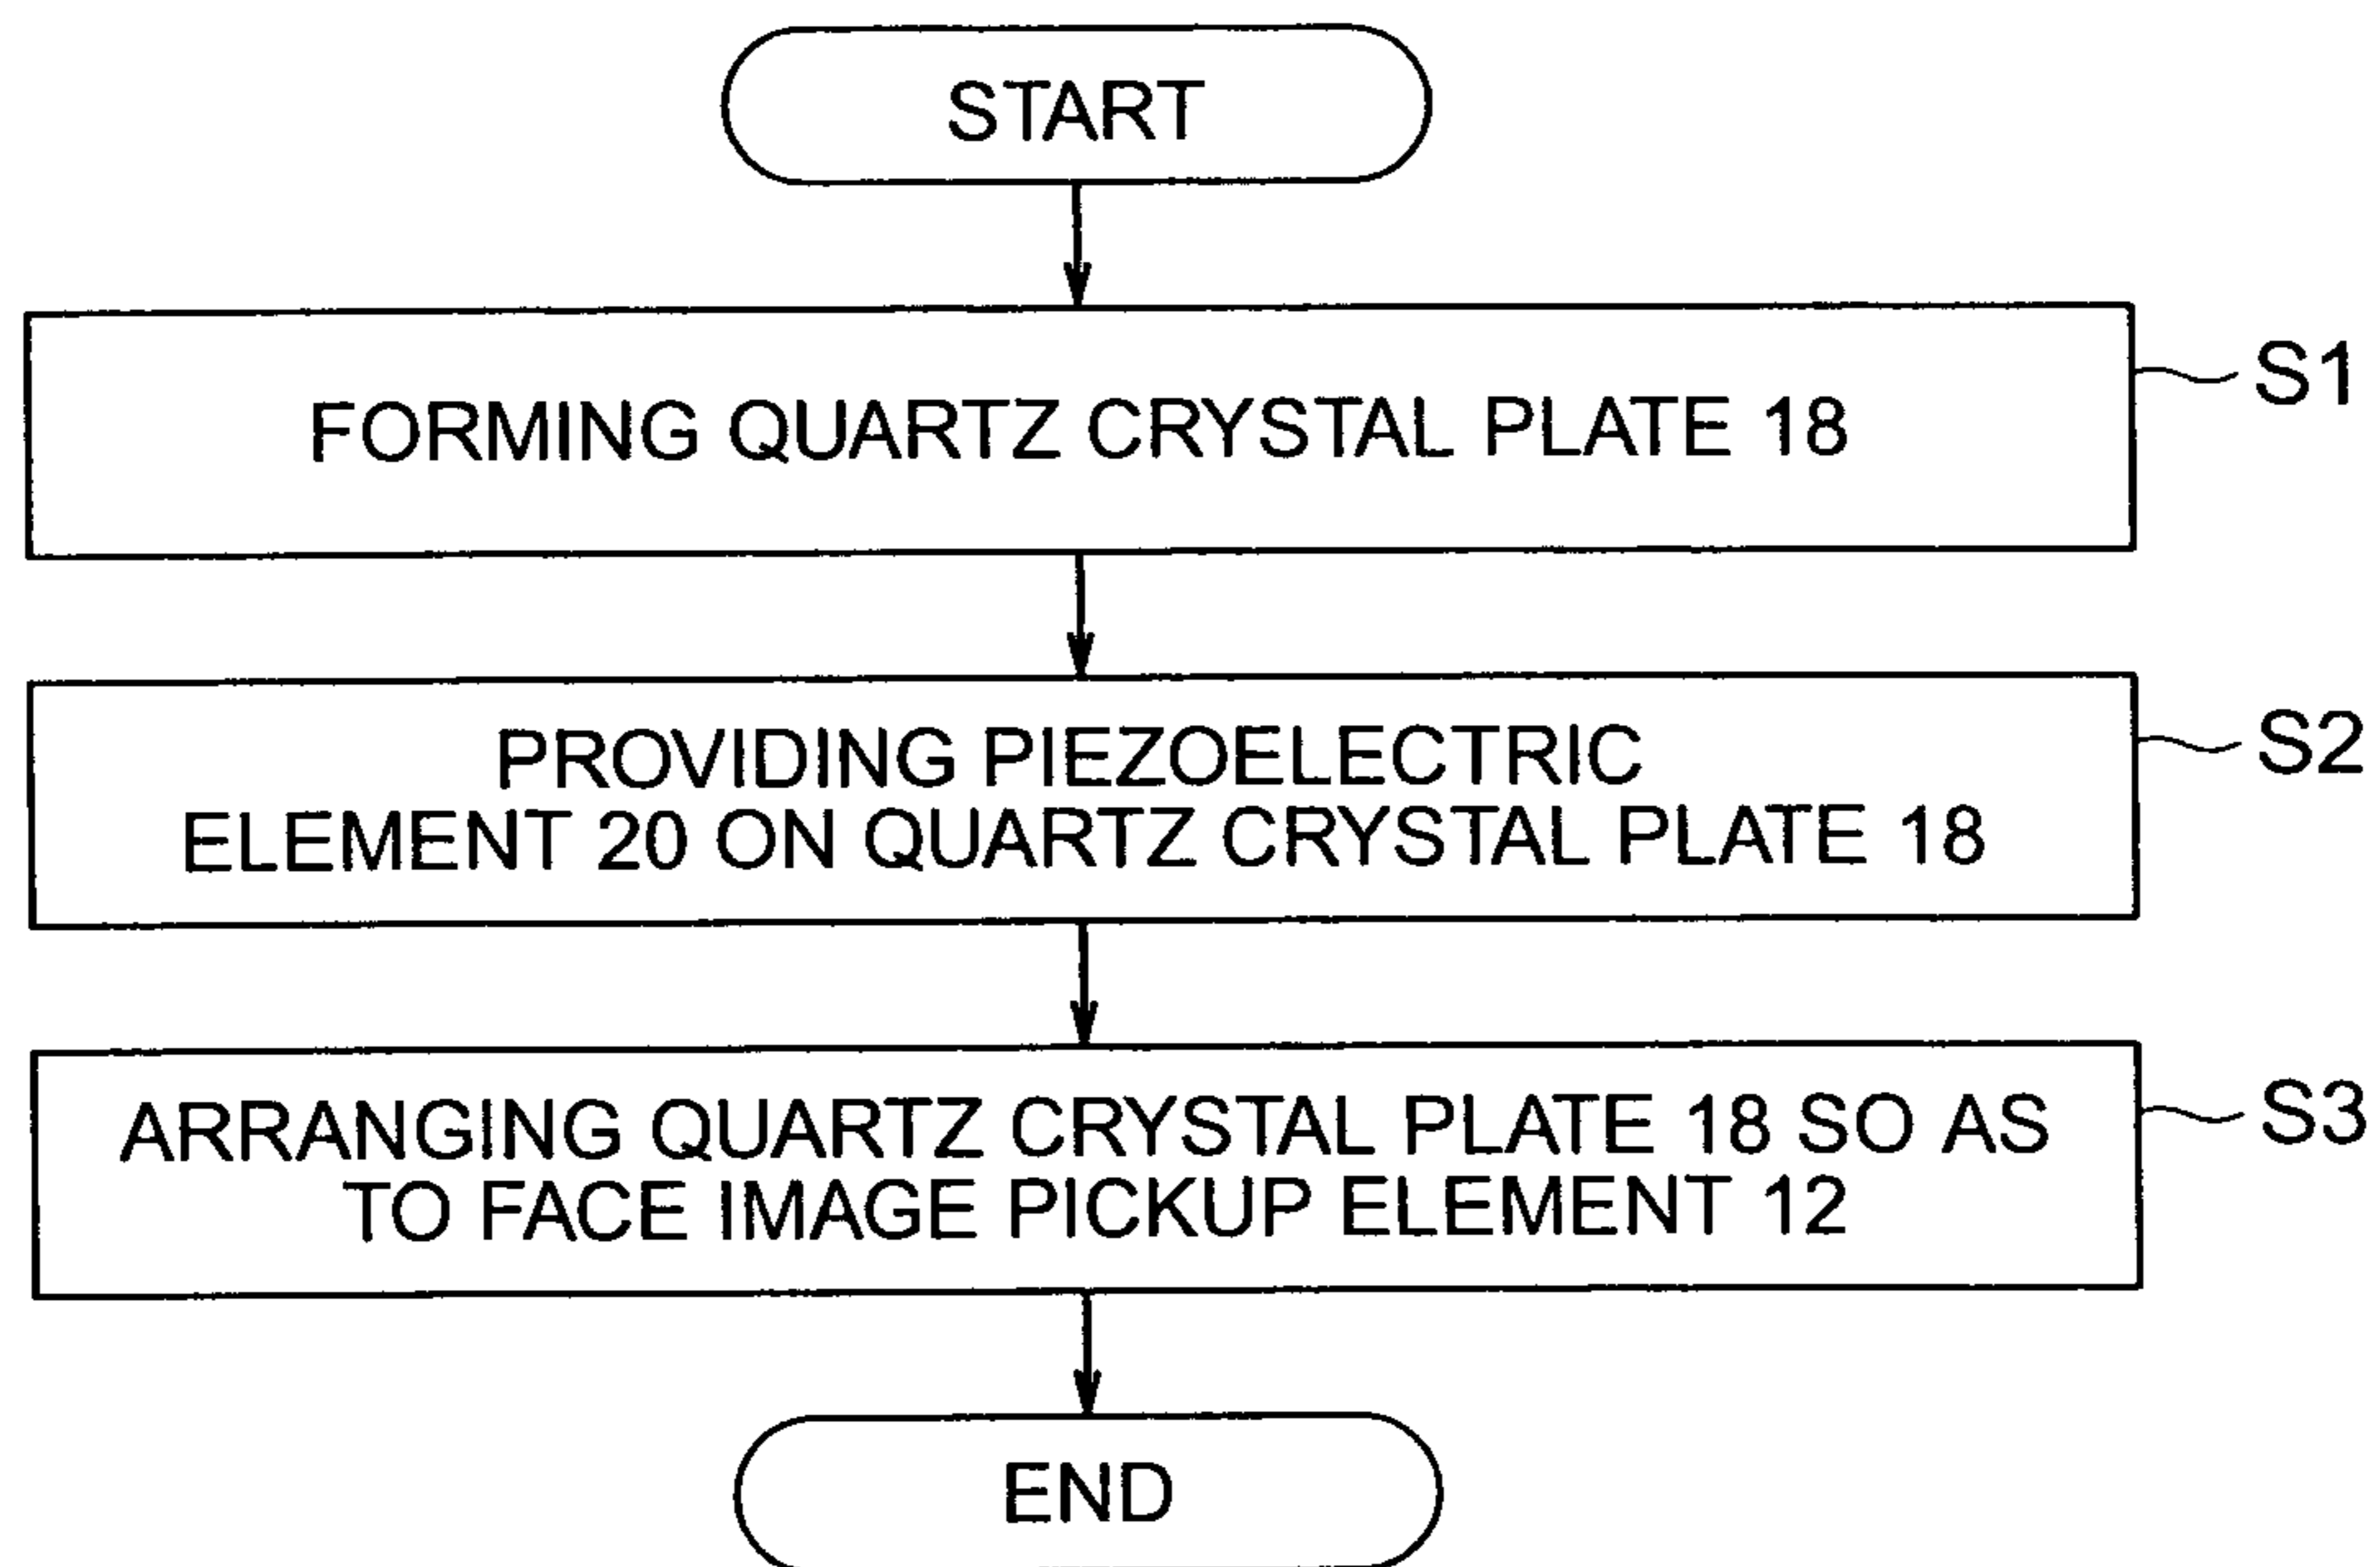 START
FORMING QUARTZ CRYSTAL PLATE 18
S1
PROVIDING PIEZOELECTRIC
ELEMENT 20 ON QUARTZ CRYSTAL PLATE 18
S2
ARRANGING QUARTZ CRYSTAL PLATE 18 SO AS
TO FACE IMAGE PICKUP ELEMENT 12
S3
END